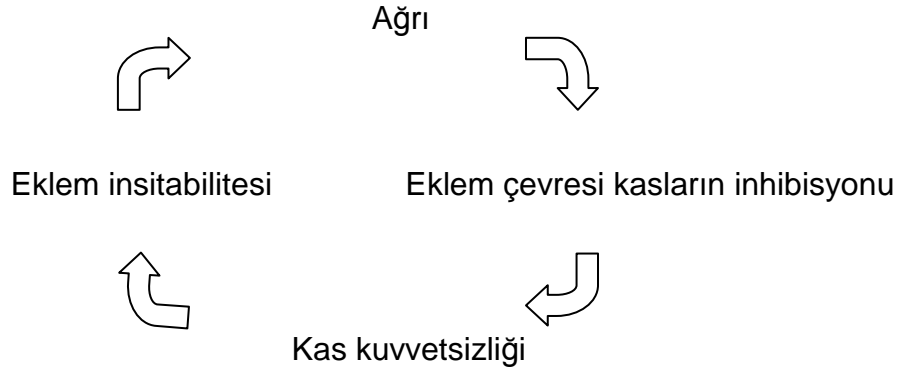 Ağrı
Eklem insitabilitesi Eklem çevresi kasların inhibisyonu
Kas kuvvetsizliği